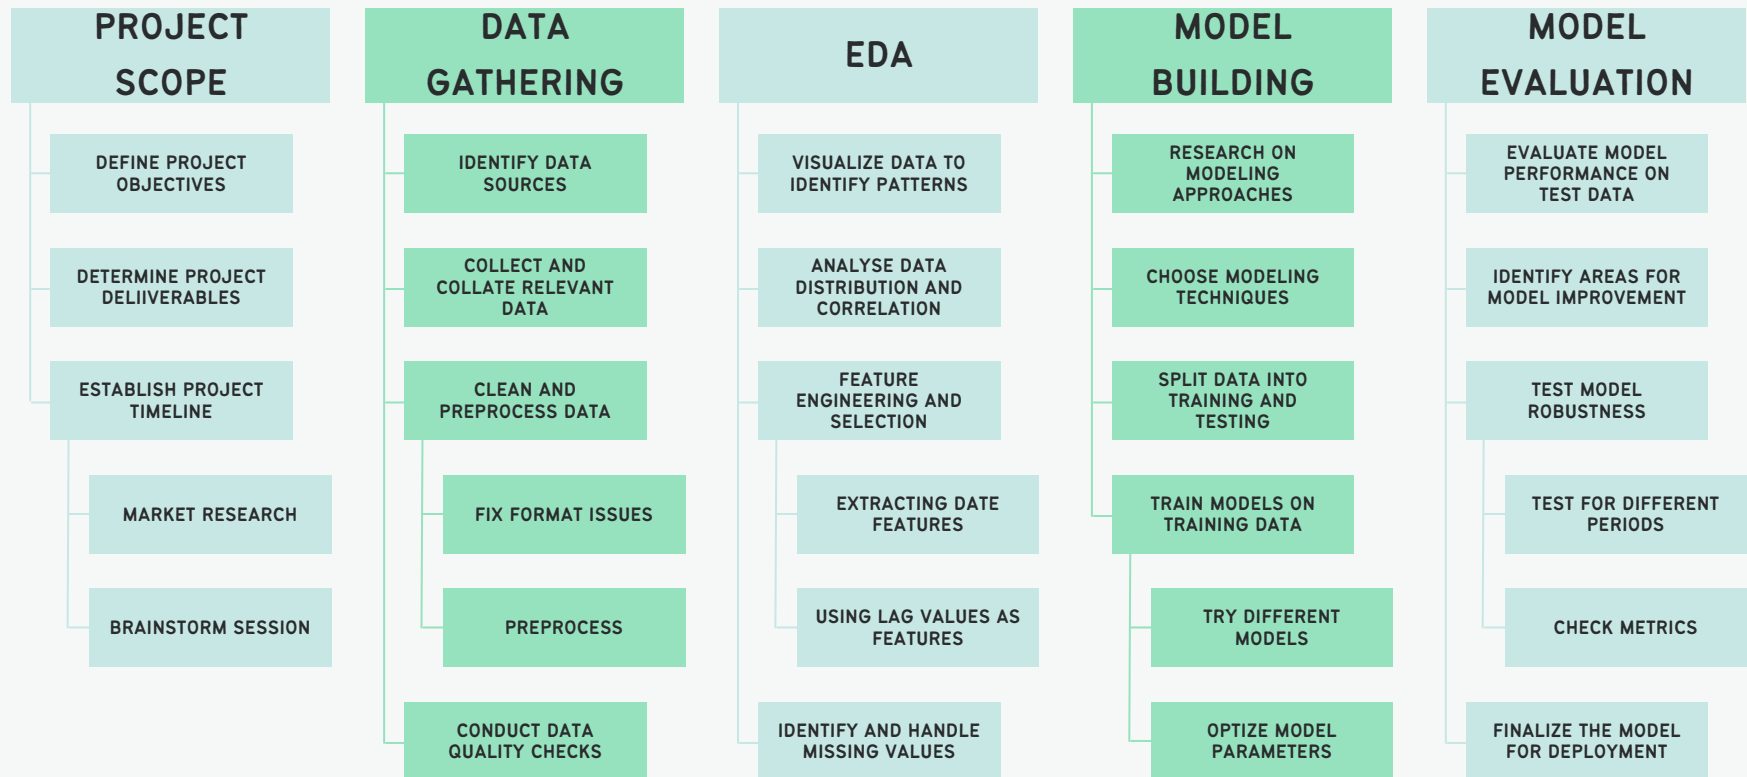 PROJECT
SCOPE
DEFINE PROJECT
OBJECTIVES
DETERMINE PROJECT
DELIIVERABLES
ESTABLISH PROJECT
TIMELINE
MARKET RESEARCH
BRAINSTORM SESSION
DATA
GATHERING
IDENTIFY DATA
SOURCES
COLLECT AND
COLLATE RELEVANT
DATA
CLEAN AND
PREPROCESS DATA
FIX FORMAT ISSUES
PREPROCESS
CONDUCT DATA
QUALITY CHECKS
EDA
VISUALIZE DATA TO
IDENTIFY PATTERNS
ANALYSE DATA
DISTRIBUTION AND
CORRELATION
FEATURE
ENGINEERING AND
SELECTION
EXTRACTING DATE
FEATURES
USING LAG VALUES AS
FEATURES
IDENTIFY AND HANDLE
MISSING VALUES
MODEL
BUILDING
RESEARCH ON
MODELING
APPROACHES
CHOOSE MODELING
TECHNIQUES
SPLIT DATA INTO
TRAINING AND
TESTING
TRAIN MODELS ON
TRAINING DATA
TRY DIFFERENT
MODELS
OPTIZE MODEL
PARAMETERS
MODEL
EVALUATION
EVALUATE MODEL
PERFORMANCE ON
TEST DATA
IDENTIFY AREAS FOR
MODEL IMPROVEMENT
TEST MODEL
ROBUSTNESS
TEST FOR DIFFERENT
PERIODS
CHECK METRICS
FINALIZE THE MODEL
FOR DEPLOYMENT